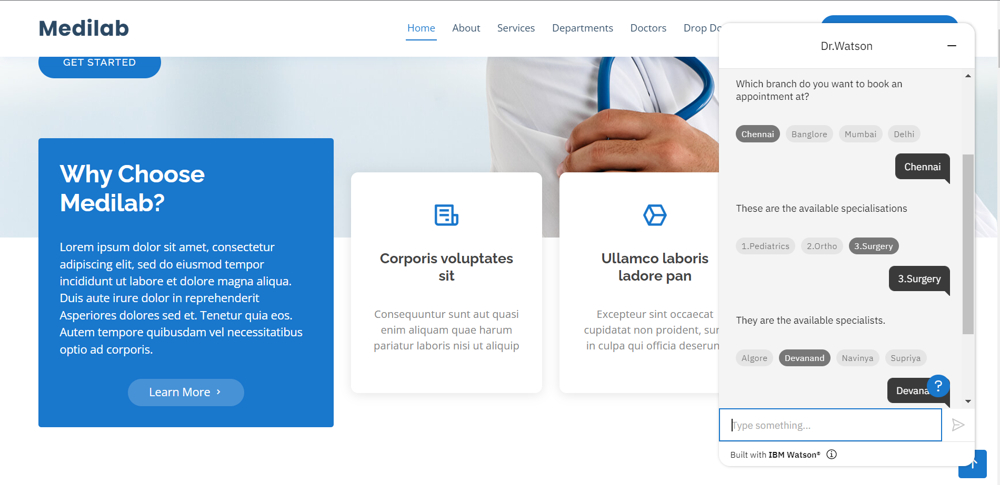 Medilab
Home About Services Departments Doctors Drop Do
GET STARTED
Why Choose
Medilab?
Lorem ipsum dolor sit amet, consectetur
adipiscing elit, sed do eiusmod tempor
incididunt ut labore et dolore magna aliqua.
Duis aute irure dolor in reprehenderit
Asperiores dolores sed et. Tenetur quia eos.
Autem tempore quibusdam vel necessitatibus
optio ad corporis.
Learn More
Corporis voluptates
sit
Consequuntur sunt aut quasi
enim aliquam quae harum
pariatur laboris nisi ut aliquip
Ullamco laboris
ladore pan
Excepteur sint occaecat
cupidatat non proident, sun
in culpa qui officia deserun
Dr.Watson
Which branch do you want to book an
appointment at?
Chennai Banglore Mumbai Delhi
Chennai
These are the available specialisations
1.Pediatrics 2.Ortho 3.Surgery
3.Surgery
They are the available specialists.
Algore Devanand Navinya Supriya
Devana
?
Type something...
Built with IBM Watson®